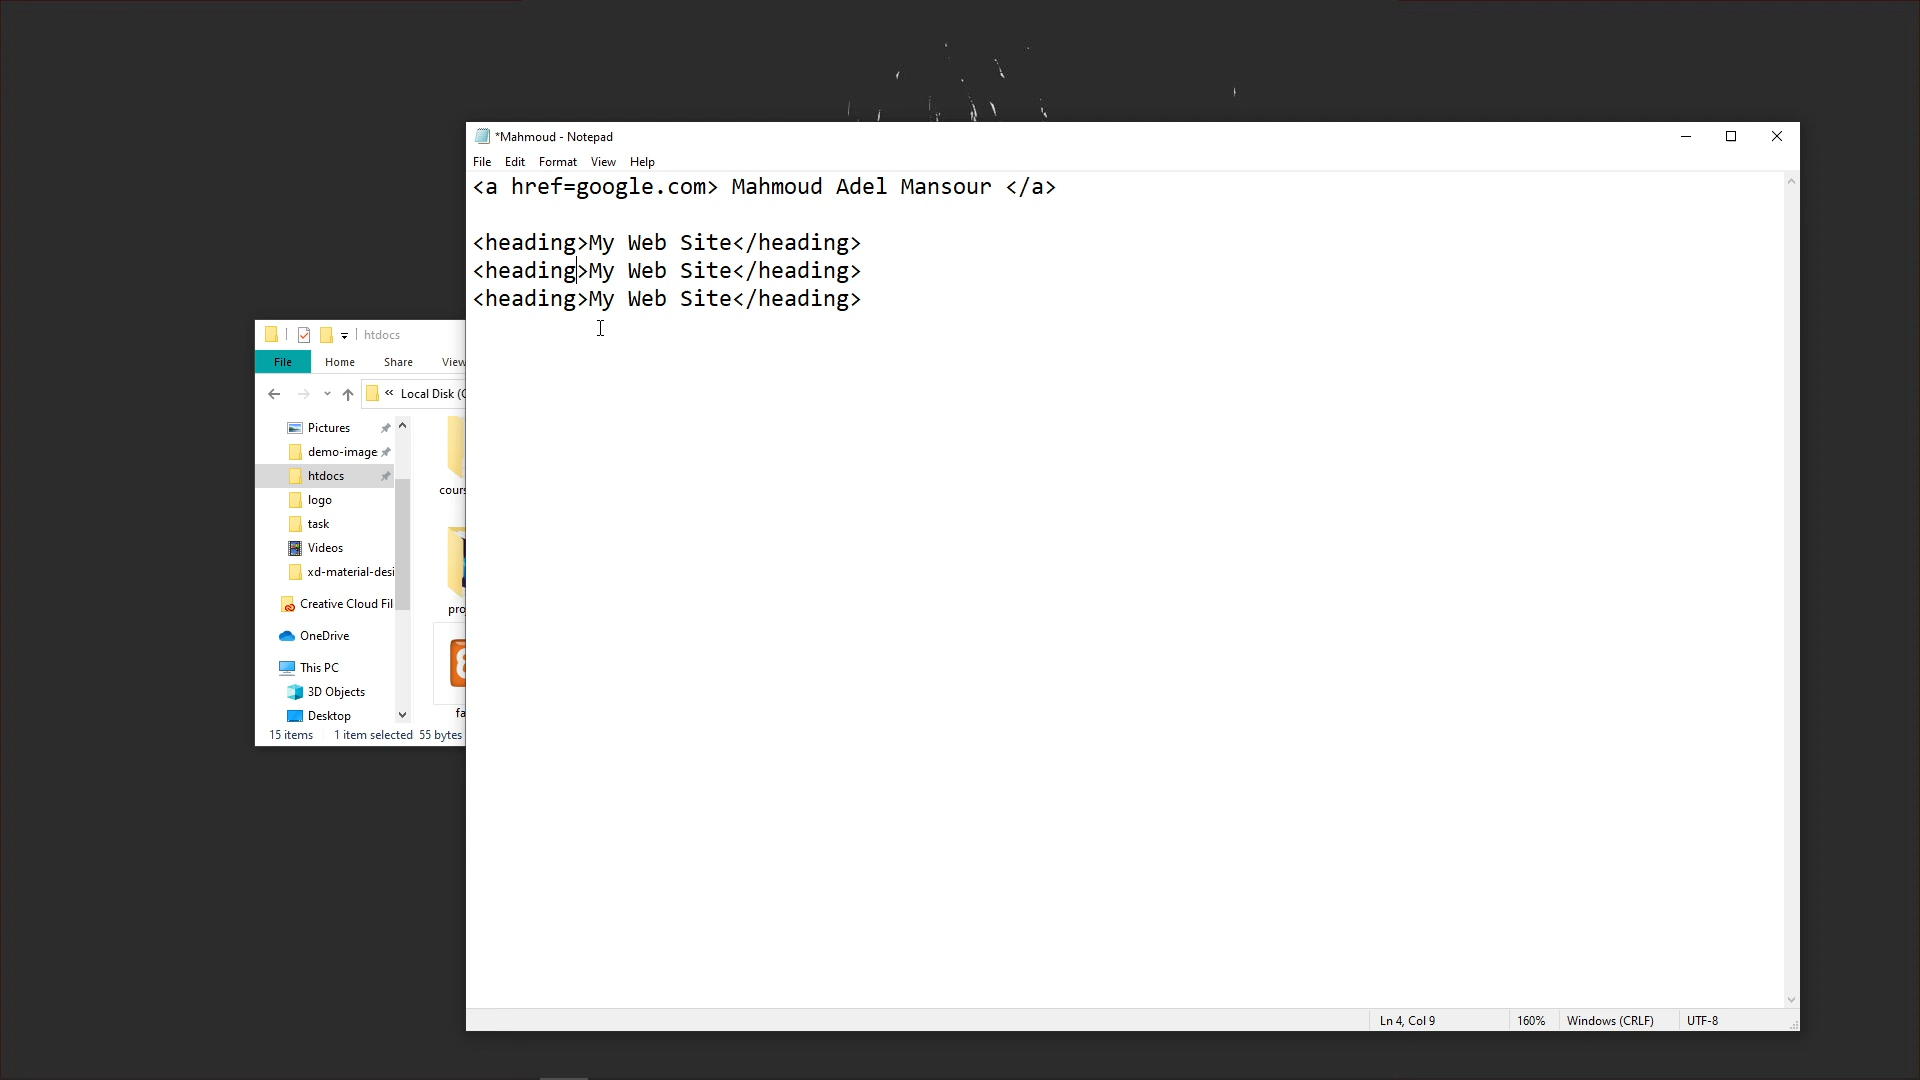 *Mahmoud - Notepad
File Edit Format View Help
<a href=google.com> Mahmoud Adel Mansour </a>
<heading>My Web Site</heading>
<heading>My Web Site</heading>
<heading>My Web Site</heading>
Ln 4, Col 9 160% Windows (CRLF) UTF-8
htdocs
File Home Share View
« Local Disk (C
Pictures
demo-image
htdocs
logo
task
Videos
xd-material-desi
Creative Cloud Fil
OneDrive
This PC
3D Objects
Desktop
cours
pro
fa
15 items 1 item selected 55 bytes